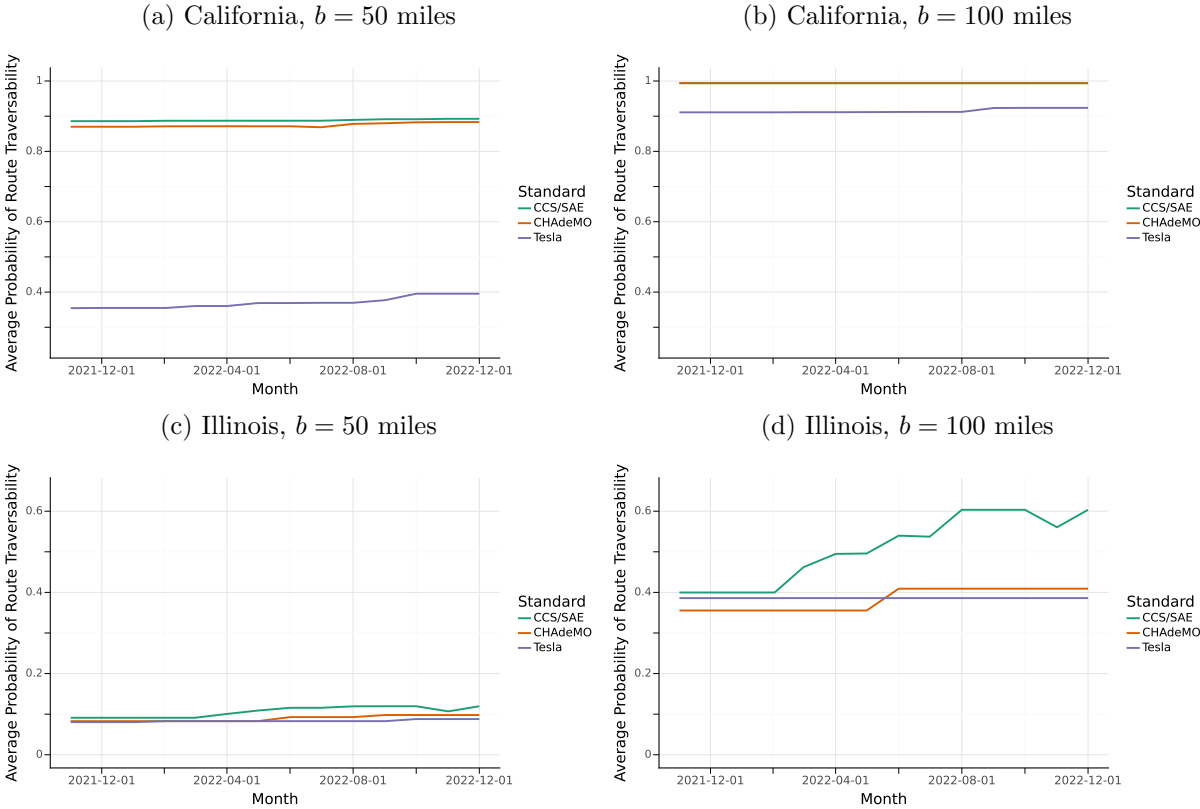 (a) California, b = 50 miles
Average Probability of Route Traversability
1
0.8
0.6
0.4
2021-12-01 2022-04-01 2022-08-01 2022-12-01
Month
Standard
CCS/SAE
CHAdeMO
Tesla
(b) California, b = 100 miles
Average Probability of Route Traversability
1
0.8
0.6
0.4
2021-12-01 2022-04-01 2022-08-01 2022-12-01
Month
Standard
CCS/SAE
CHAdeMO
Tesla
(c) Illinois, b = 50 miles
Average Probability of Route Traversability
0.6
0.4
0.2
0
2021-12-01 2022-04-01 2022-08-01 2022-12-01
Month
Standard
CCS/SAE
CHAdeMO
Tesla
(d) Illinois, b = 100 miles
Average Probability of Route Traversability
0.6
0.4
0.2
0
2021-12-01 2022-04-01 2022-08-01 2022-12-01
Month
Standard
CCS/SAE
CHAdeMO
Tesla